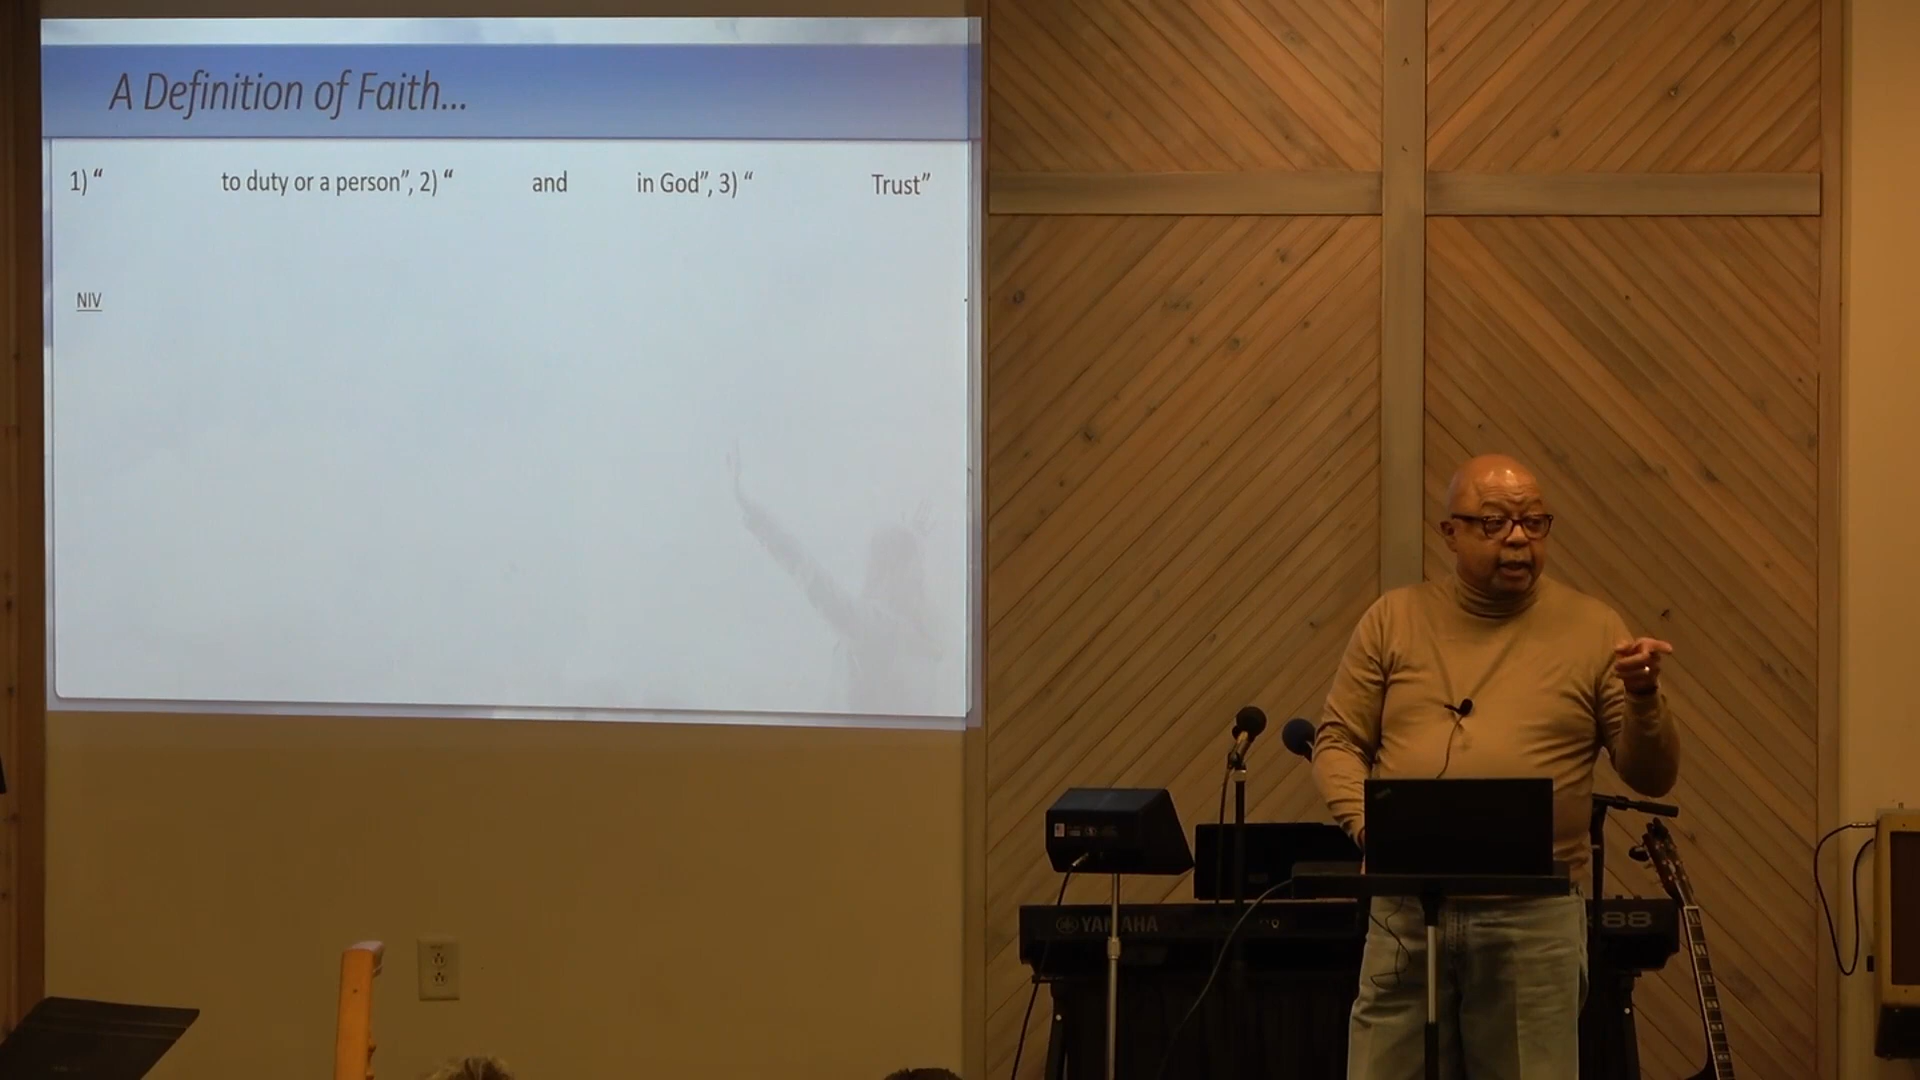 A Definition of Faith...
1) “ to duty or a person”, 2) “ and in God”, 3) “ Trust”
NIV
YAMAHA
88